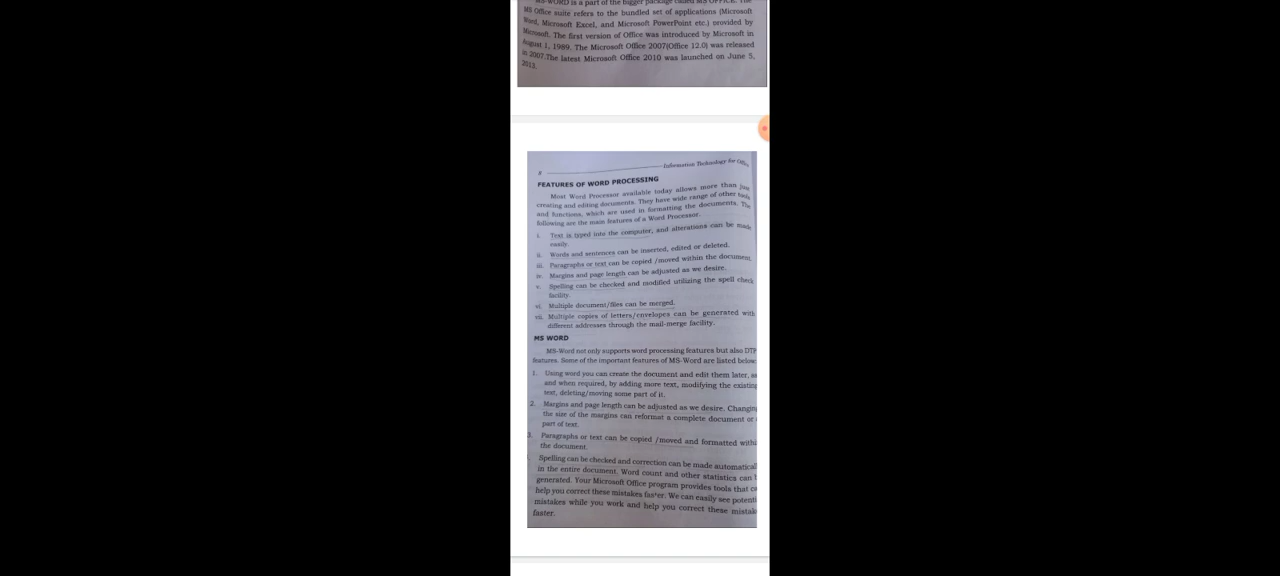 MS-WORD is a part of the bigger package called MS OFFICE. The
MS Office suite refers to the bundled set of applications (Microsoft
Word, Microsoft Excel, and Microsoft PowerPoint etc.) provided by
Microsoft. The first version of Office was introduced by Microsoft in
August 1, 1989. The Microsoft Office 2007(Office 12.0) was released
in 2007.The latest Microsoft Office 2010 was launched on June 5,
8
Information Technology for
FEATURES OF WORD PROCESSING
Most Word Processor available today allows more than just
creating and editing documents. They have wide range of other tools
and functions, which are used in formatting the documents. The
following are the main features of a Word Processor.
i. Text is typed into the computer, and alterations can be made
easily.
ii. Words and sentences can be inserted, edited or deleted.
iii. Paragraphs or text can be copied /moved within the document.
iv. Margins and page length can be adjusted as we desire.
v. Spelling can be checked and modified utilizing the spell check
facility.
vi. Multiple document/files can be merged.
vii. Multiple copies of letters/envelopes can be generated with
different addresses through the mail-merge facility.
MS WORD
MS-Word not only supports word processing features but also DTP
features. Some of the important features of MS-Word are listed below:
1. Using word you can create the document and edit them later, as
and when required, by adding more text, modifying the existing
text, deleting/moving some part of it.
2. Margins and page length can be adjusted as we desire. Changin
the size of the margins can reformat a complete document or
part of text.
3. Paragraphs or text can be copied /moved and formatted withi
the document.
Spelling can be checked and correction can be made automatical
in the entire document. Word count and other statistics can
generated. Your Microsoft Office program provides tools that ca
help you correct these mistakes faster. We can easily see potenti
mistakes while you work and help you correct these mistak
faster.